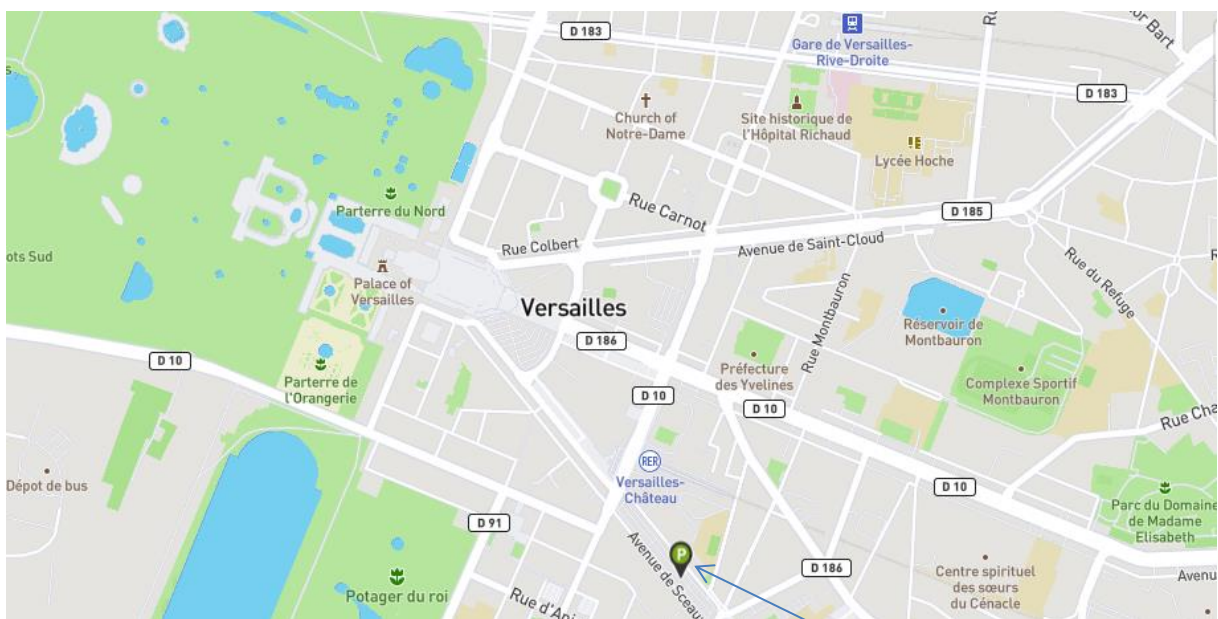 D 183
or Bart
Gare de Versailles-
Rive-Droite
D 183
Church of
Notre-Dame
Site historique de
l'Hôpital Richaud
Lycée Hoche
Parterre du Nord
Rue Carnot
D 185
Rue Colbert
Avenue de Saint-Cloud
ots Sud
Rue du Refuge
Palace of
Versailles
Versailles
Rue Montbauron
Réservoir de
Montbauron
D 186
D 10
Préfecture
des Yvelines
Parterre de
l'Orangerie
Complexe Sportif
Montbauron
D 10
D 10
Rue Cha
RER
Versailles-
Château
Dépot de bus
D 10
Parc du Domaine
de Madame
Elisabeth
D 91
Avenue de Sceaux
P
D 186
Centre spirituel
des sœurs
du Cénacle
Avenu
Potager du roi
Rue d'Anj